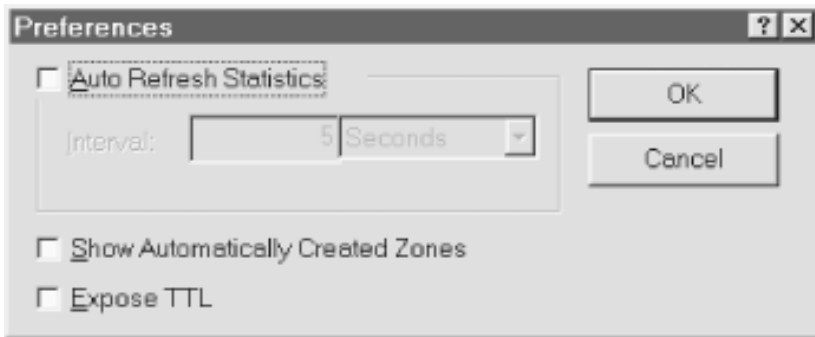 Preferences
Auto Refresh Statistics
OK
Interval: 5 Seconds
Cancel
Show Automatically Created Zones
Expose TTL